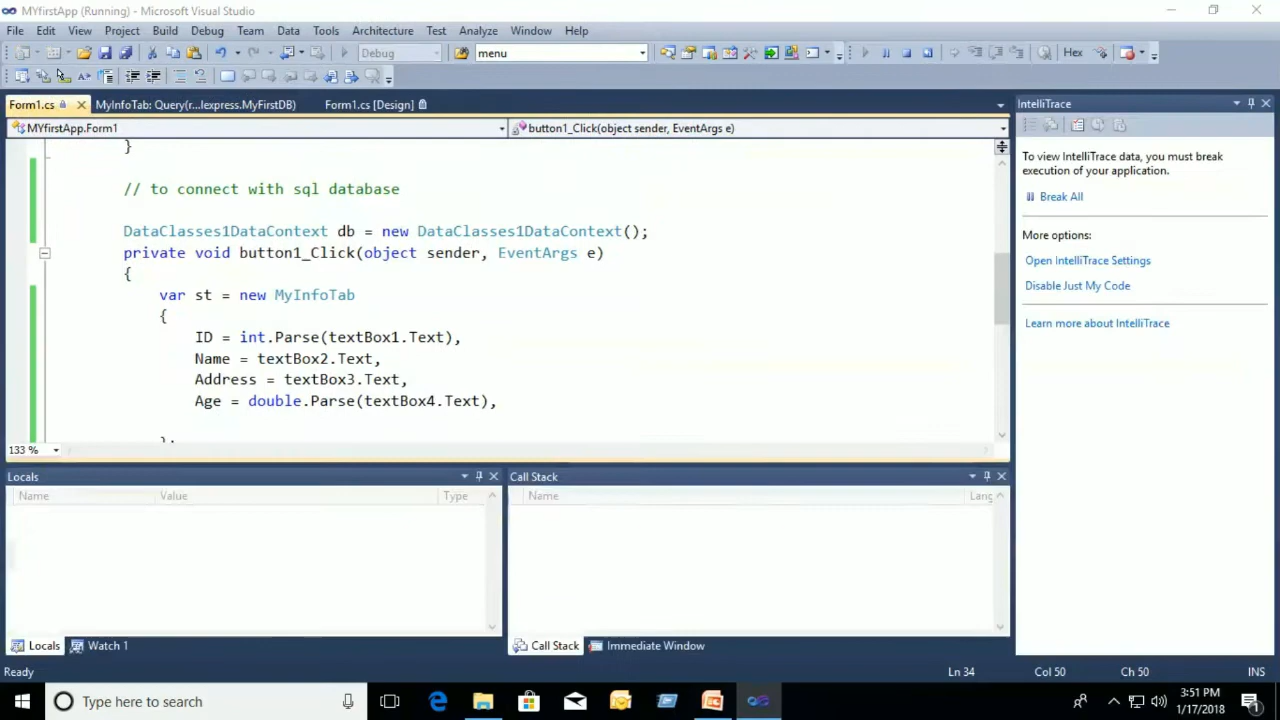 MYfirstApp (Running) - Microsoft Visual Studio
File Edit View Project Build Debug Team Data Tools Architecture Test Analyze Window Help
Debug menu Hex
Form1.cs MyInfoTab: Query(r...lexpress.MyFirstDB) Form1.cs [Design]
MYfirstApp.Form1 button1_Click(object sender, EventArgs e)
}
// to connect with sql database
DataClasses1DataContext db = new DataClasses1DataContext();
private void button1_Click(object sender, EventArgs e)
{
var st = new MyInfoTab
{
ID = int.Parse(textBox1.Text),
Name = textBox2.Text,
Address = textBox3.Text,
Age = double.Parse(textBox4.Text),
};
133 %
IntelliTrace
To view IntelliTrace data, you must break
execution of your application.
Break All
More options:
Open IntelliTrace Settings
Disable Just My Code
Learn more about IntelliTrace
Locals
Name Value Type
Call Stack
Name Lang
Locals Watch 1
Call Stack Immediate Window
Ready Ln 34 Col 50 Ch 50 INS
Type here to search
3:51 PM
1/17/2018
1